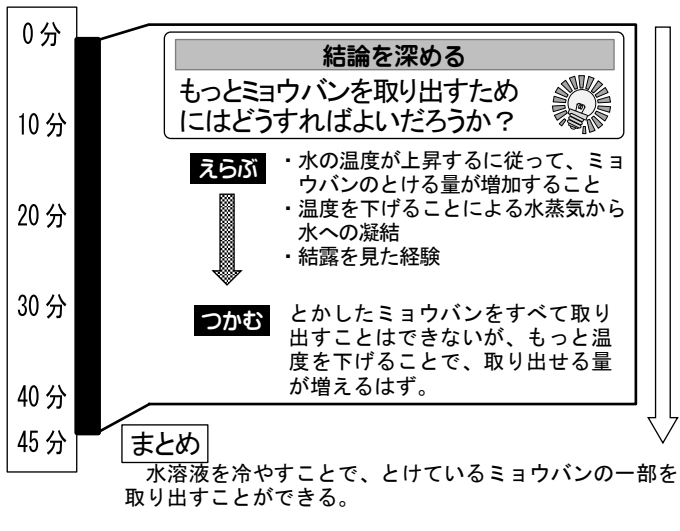 0分
結論を深める
もっとミョウバンを取り出すため
にはどうすればよいだろうか？
10分
えらぶ
・水の温度が上昇するに従って、ミョ
ウバンのとける量が増加すること
・温度を下げることによる水蒸気から
水への凝結
・結露を見た経験
20分
30分
つかむ
とかしたミョウバンをすべて取り
出すことはできないが、もっと温
度を下げることで、取り出せる量
が増えるはず。
40分
45分
まとめ
水溶液を冷やすことで、とけているミョウバンの一部を
取り出すことができる。